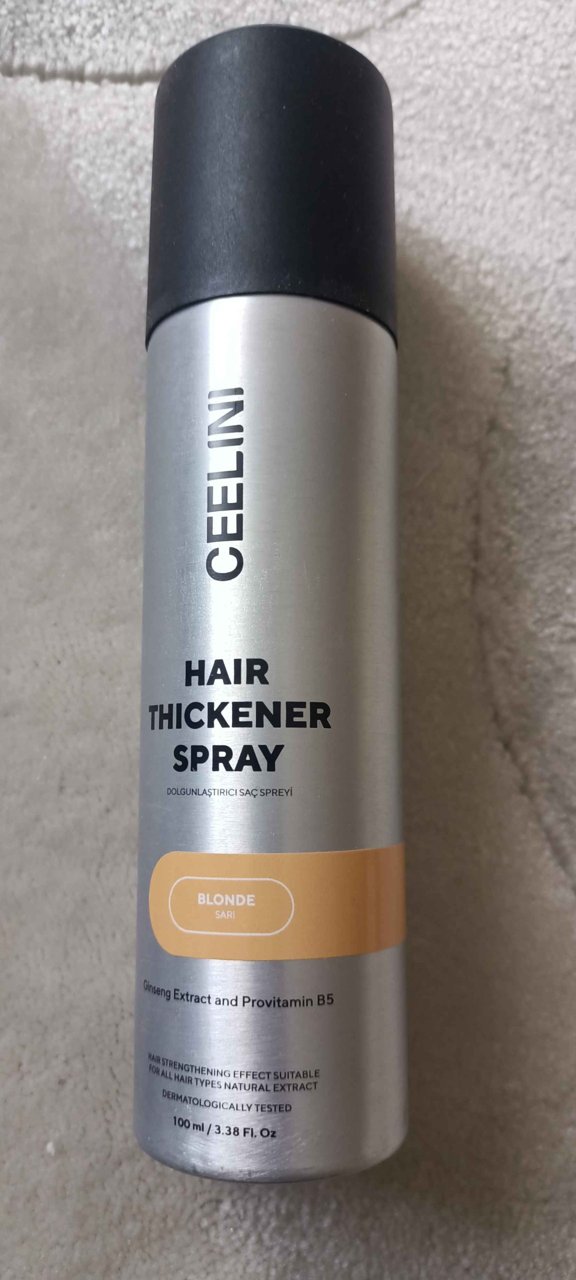 CEELINI
HAIR
THICKENER
SPRAY
DOLGUNLAŞTIRICI SAÇ SPREYİ
BLONDE
SARI
Ginseng Extract and Provitamin B5
HAIR STRENGTHENING EFFECT SUITABLE
FOR ALL HAIR TYPES NATURAL EXTRACT
DERMATOLOGICALLY TESTED
100 ml / 3.38 Fl. Oz